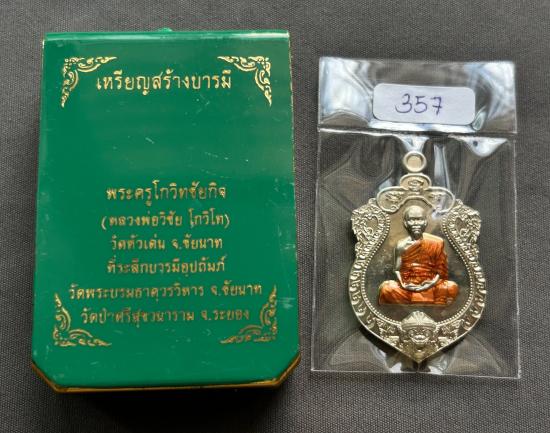 เหรียญสร้างบารมี
พระครูโกวิทชัยกิจ
(หลวงพ่อวิชัย โกวิโท)
วัดหัวเด่น จ.ชัยนาท
ที่ระลึกบารมีอุปถัมภ์
วัดพระบรมธาตุวรวิหาร จ.ชัยนาท
วัดป่าศรีสุขวนาราม จ.ระยอง
357